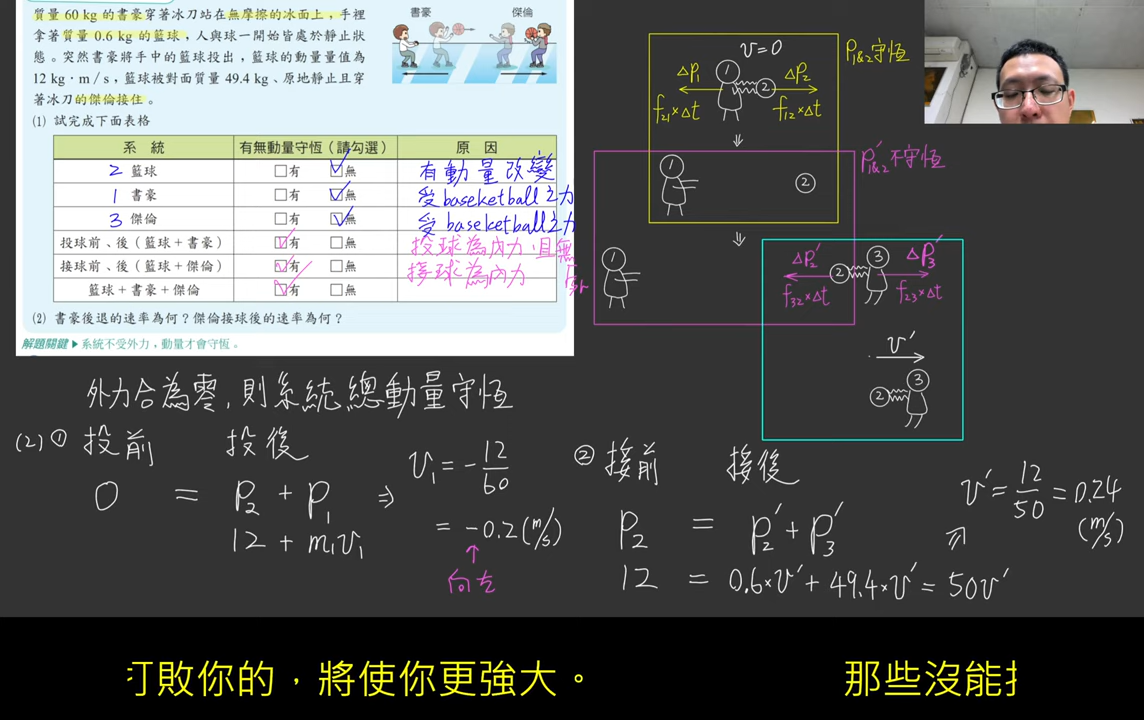 質量 60 kg 的書豪穿著冰刀站在無摩擦的冰面上，手裡
拿著質量 0.6 kg 的籃球，人與球一開始皆處於靜止狀
態。突然書豪將手中的籃球投出，籃球的動量量值為
12 kg · m / s，籃球被對面質量 49.4 kg、原地靜止且穿
著冰刀的傑倫接住。
書豪
傑倫
(1) 試完成下面表格
系統 有無動量守恆（請勾選） 原因
2 籃球 □有 □無 有動量改變
1 書豪 □有 □無 受baseketball之力
3 傑倫 □有 □無 受baseketball之力
投球前、後（籃球＋書豪） □有 □無 投球為內力，且無
接球前、後（籃球＋傑倫） □有 □無 接球為內力
籃球＋書豪＋傑倫 □有 □無
(2) 書豪後退的速率為何？傑倫接球後的速率為何？
解題關鍵▶系統不受外力，動量才會守恆。
v=0
P1&2守恆
ΔP1
1
2
ΔP2
f21×Δt
f12×Δt
⇓
P'1&2不守恆
1
2
⇓
1
ΔP2'
2
3
ΔP3'
f32×Δt
f23×Δt
v'
2
3
外力合為零，則系統總動量守恆
(2) ① 投前 投後
0 = P2 + P1 ⇒
12 + m1v1
v1 = - 12/60
= -0.2 (m/s)
↑
向左
② 接前 接後
P2 = P2' + P3'
12 = 0.6×v' + 49.4×v' = 50v'
v' = 12/50 = 0.24
(m/s)
打敗你的，將使你更強大。
那些沒能